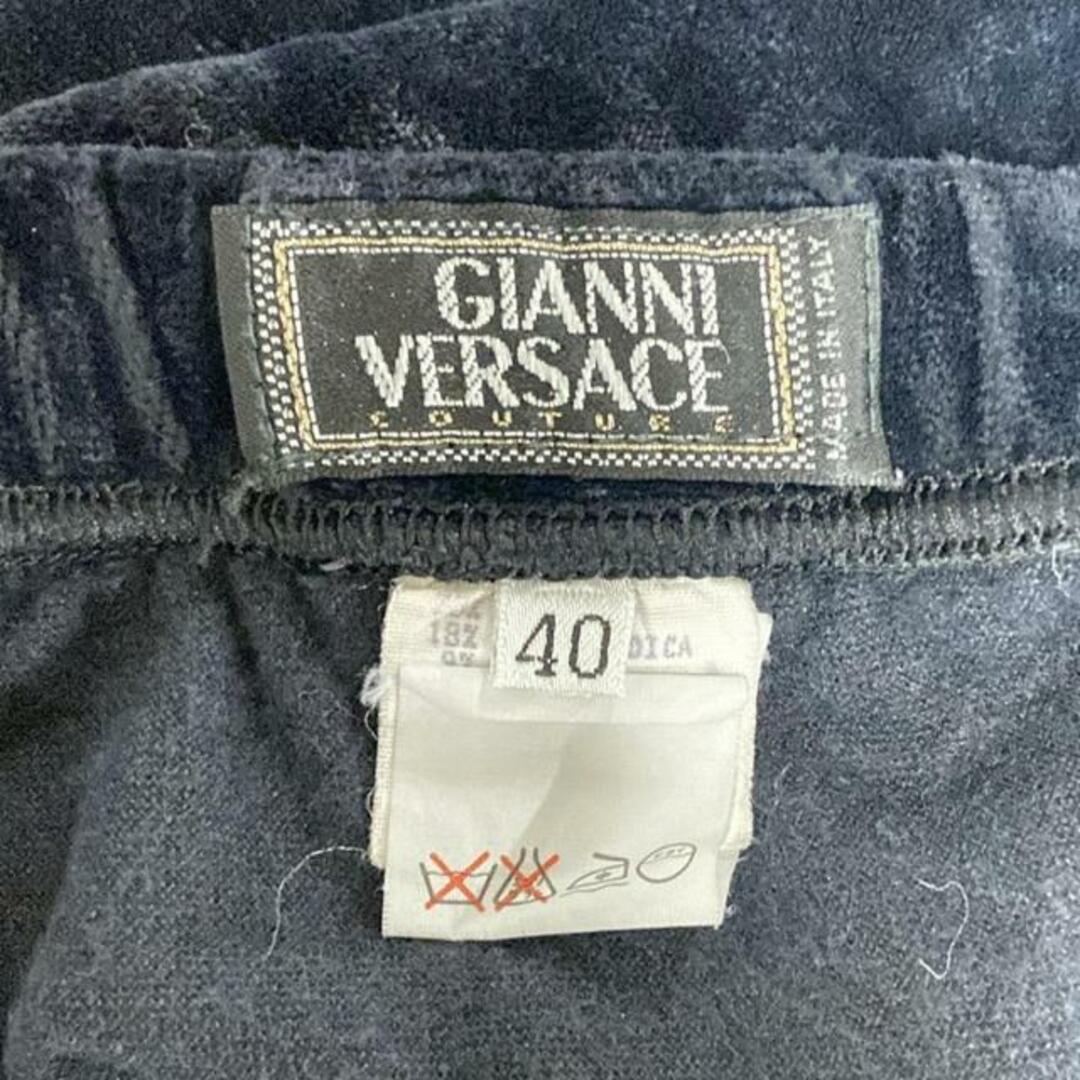 GIANNI
VERSACE
COUTURE
MADE IN ITALY
18%
40
DICA